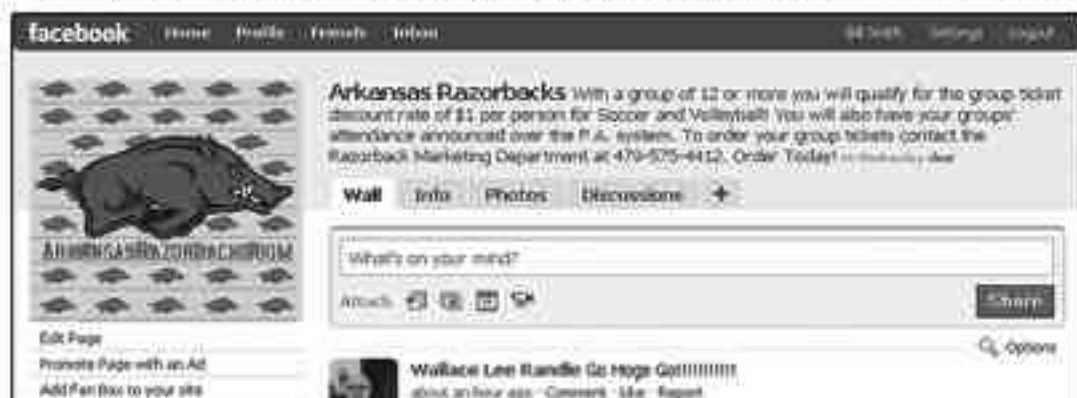 facebook Home Profile Friends Inbox Settings Logout
Arkansas Razorbacks With a group of 12 or more you will qualify for the group ticket
discount rate of $1 per person for Soccer and Volleyball! You will also have your groups'
attendance announced over the P.A. system. To order your group tickets contact the
Razorback Marketing Department at 479-575-4412. Order Today! clear
Wall Info Photos Discussions +
What's on your mind?
Attach Share
Options
Edit Page
Promote Page with an Ad
Add Fan Box to your site
Wallace Lee Randle Go Hogs Go!!!!!!!!!!!
about an hour ago · Comment · Like · Report